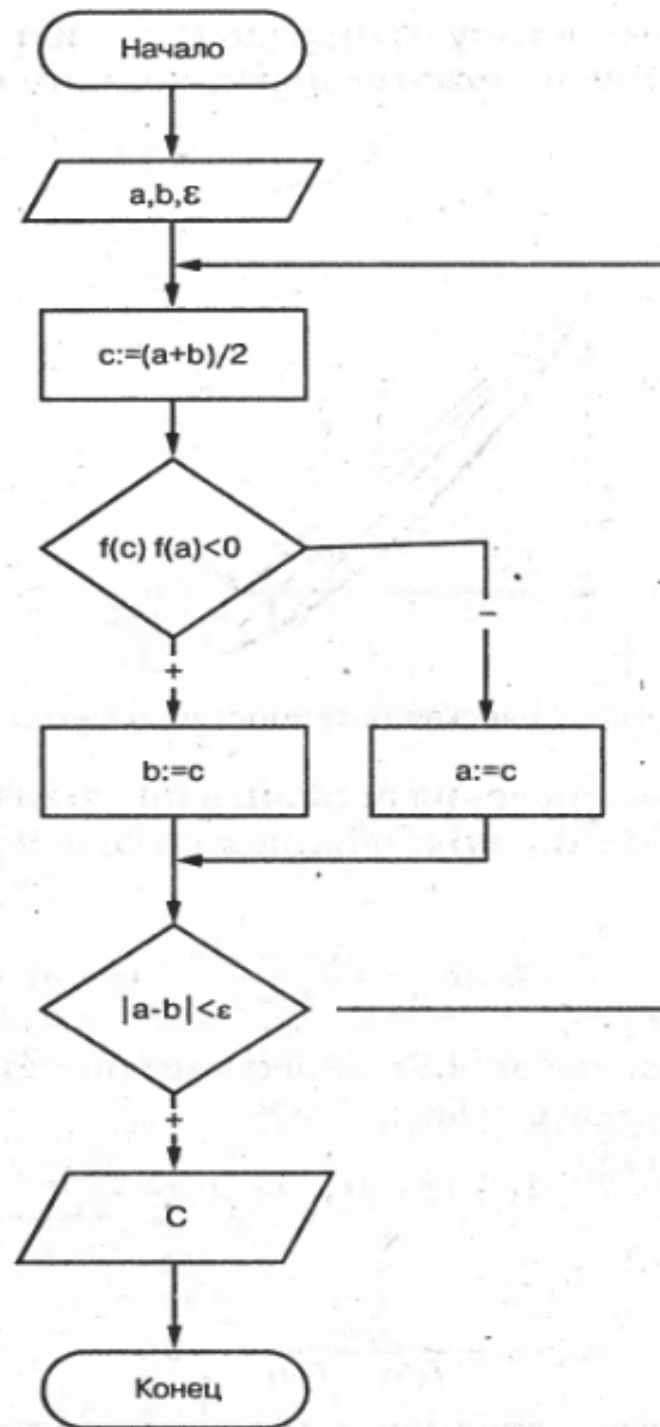 Начало
a,b,ε
c:=(a+b)/2
f(c) f(a)<0
–
+
b:=c
a:=c
|a-b|<ε
+
C
Конец